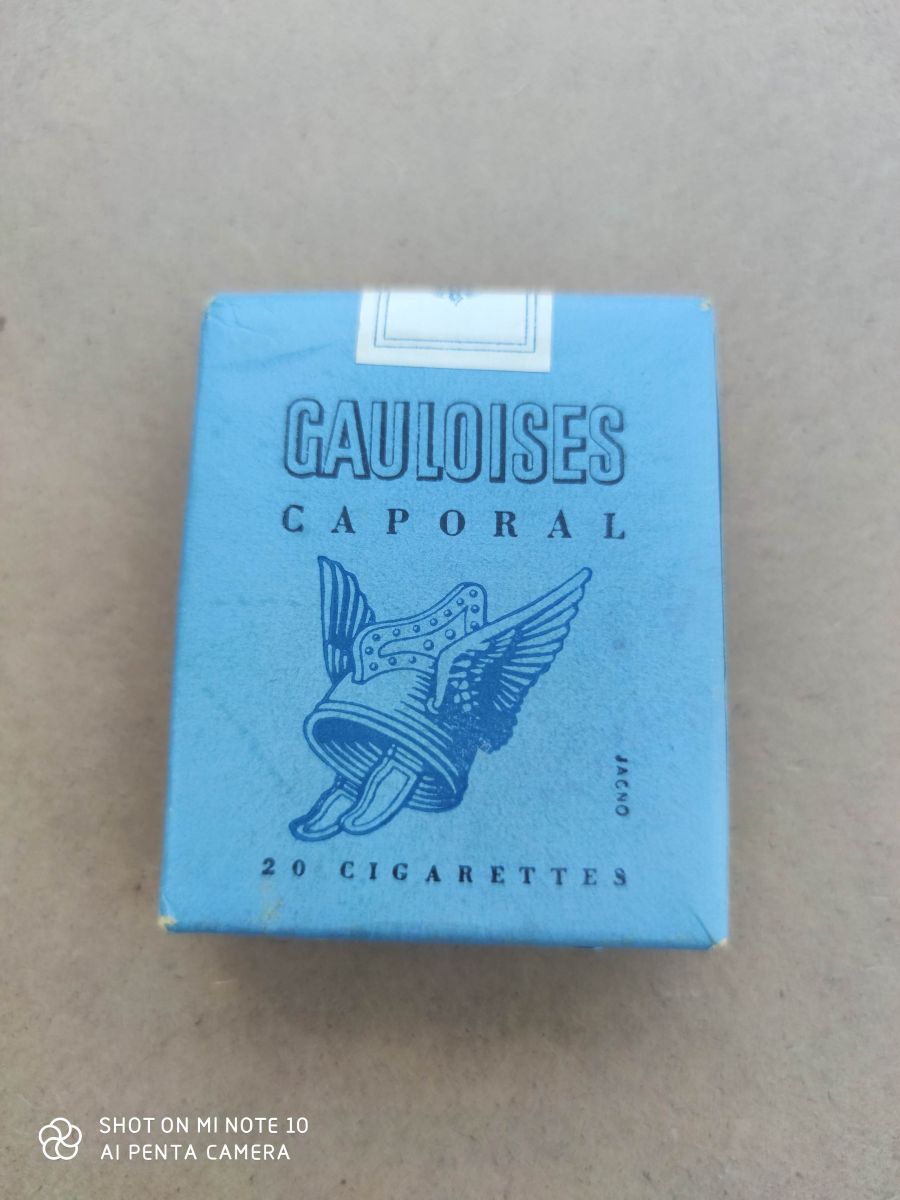 GAULOISES
CAPORAL
JACNO
20 CIGARETTES
SHOT ON MI NOTE 10
AI PENTA CAMERA